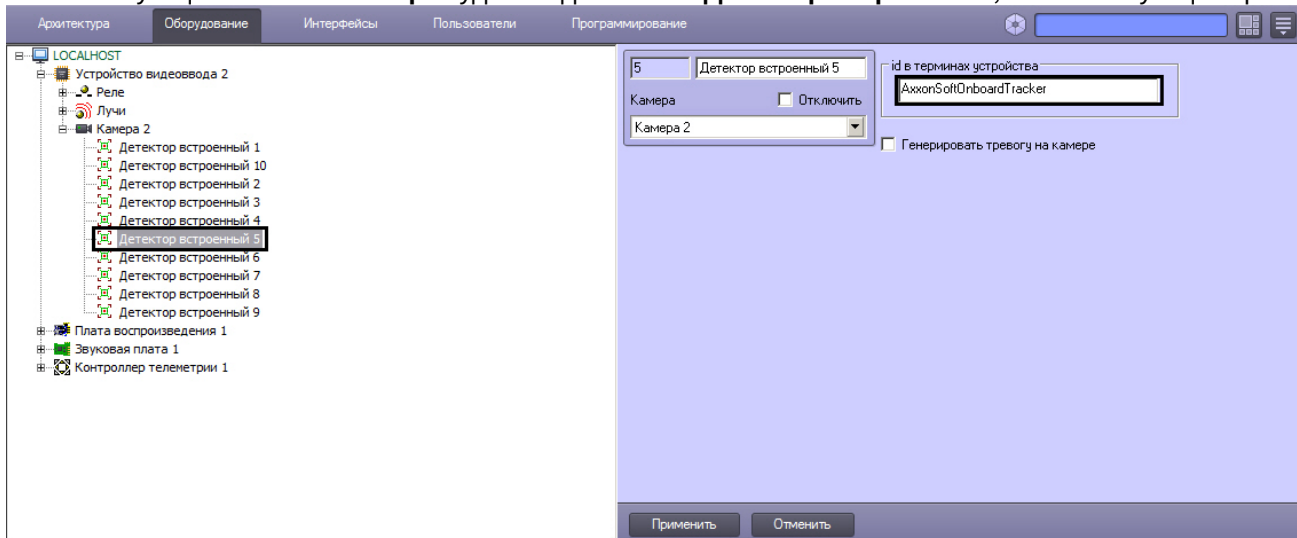 Архитектура Оборудование Интерфейсы Пользователи Программирование
LOCALHOST
Устройство видеоввода 2
Реле
Лучи
Камера 2
Детектор встроенный 1
Детектор встроенный 10
Детектор встроенный 2
Детектор встроенный 3
Детектор встроенный 4
Детектор встроенный 5
Детектор встроенный 6
Детектор встроенный 7
Детектор встроенный 8
Детектор встроенный 9
Плата воспроизведения 1
Звуковая плата 1
Контроллер телеметрии 1
5 Детектор встроенный 5
Камера Отключить
Камера 2
id в терминах устройства
AxxonSoftOnboardTracker
Генерировать тревогу на камере
Применить Отменить